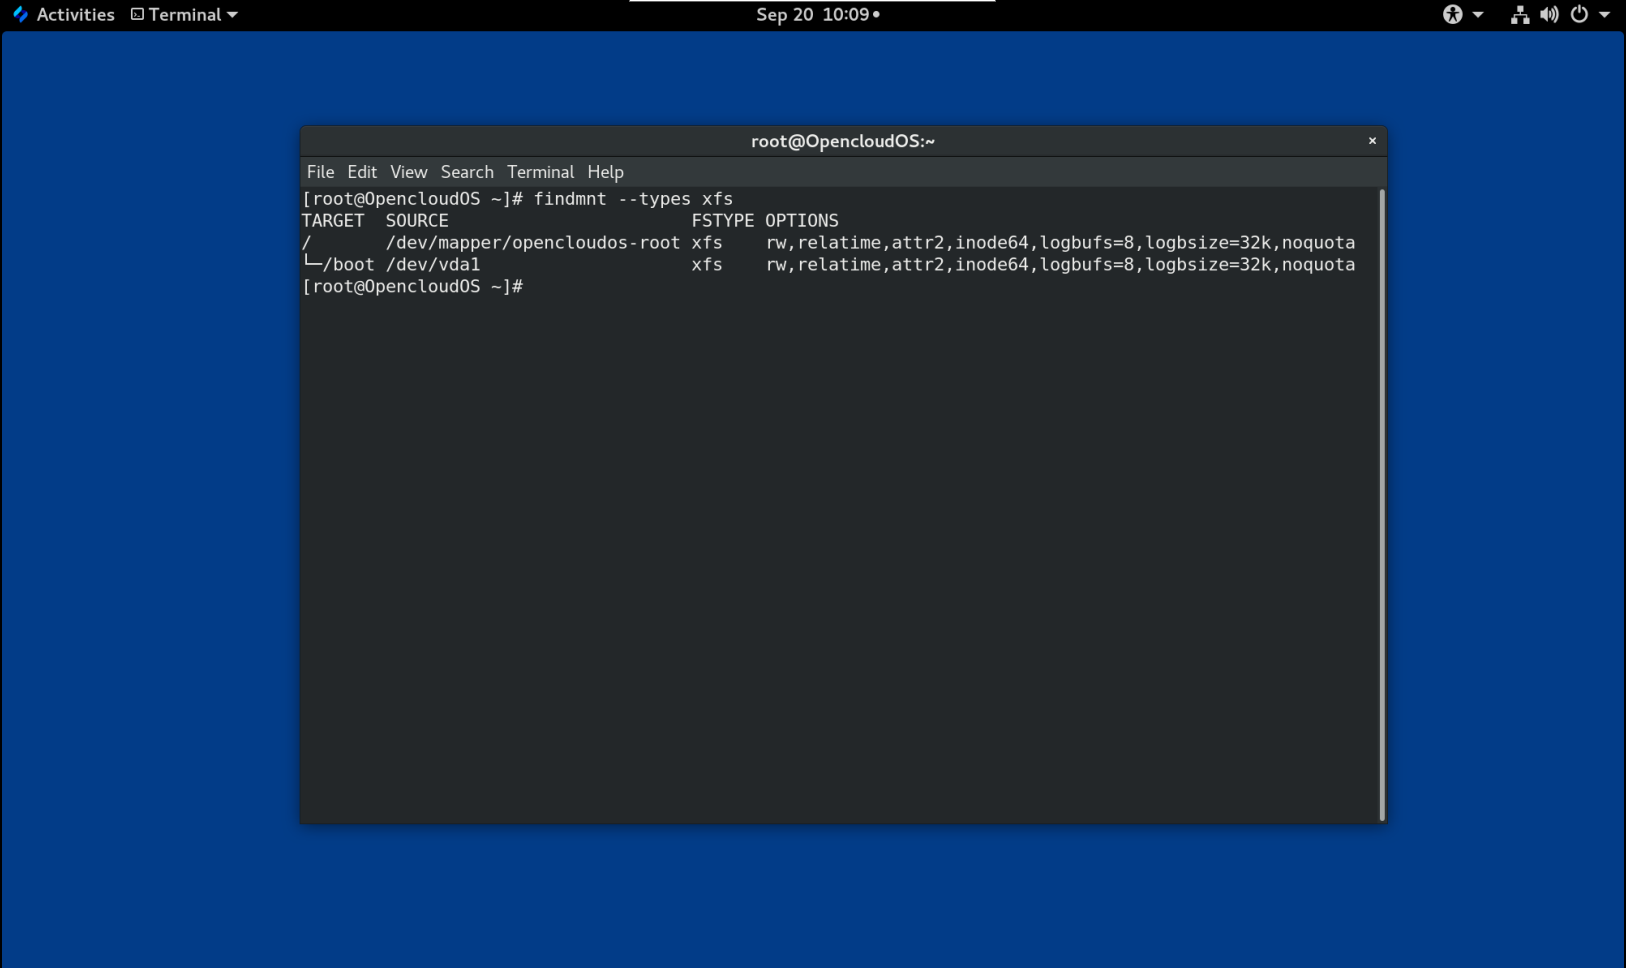 Activities Terminal Sep 20 10:09
root@OpencloudOS:~ ×
File Edit View Search Terminal Help
[root@OpencloudOS ~]# findmnt --types xfs
TARGET SOURCE FSTYPE OPTIONS
/ /dev/mapper/opencloudos-root xfs rw,relatime,attr2,inode64,logbufs=8,logbsize=32k,noquota
└─/boot /dev/vda1 xfs rw,relatime,attr2,inode64,logbufs=8,logbsize=32k,noquota
[root@OpencloudOS ~]#